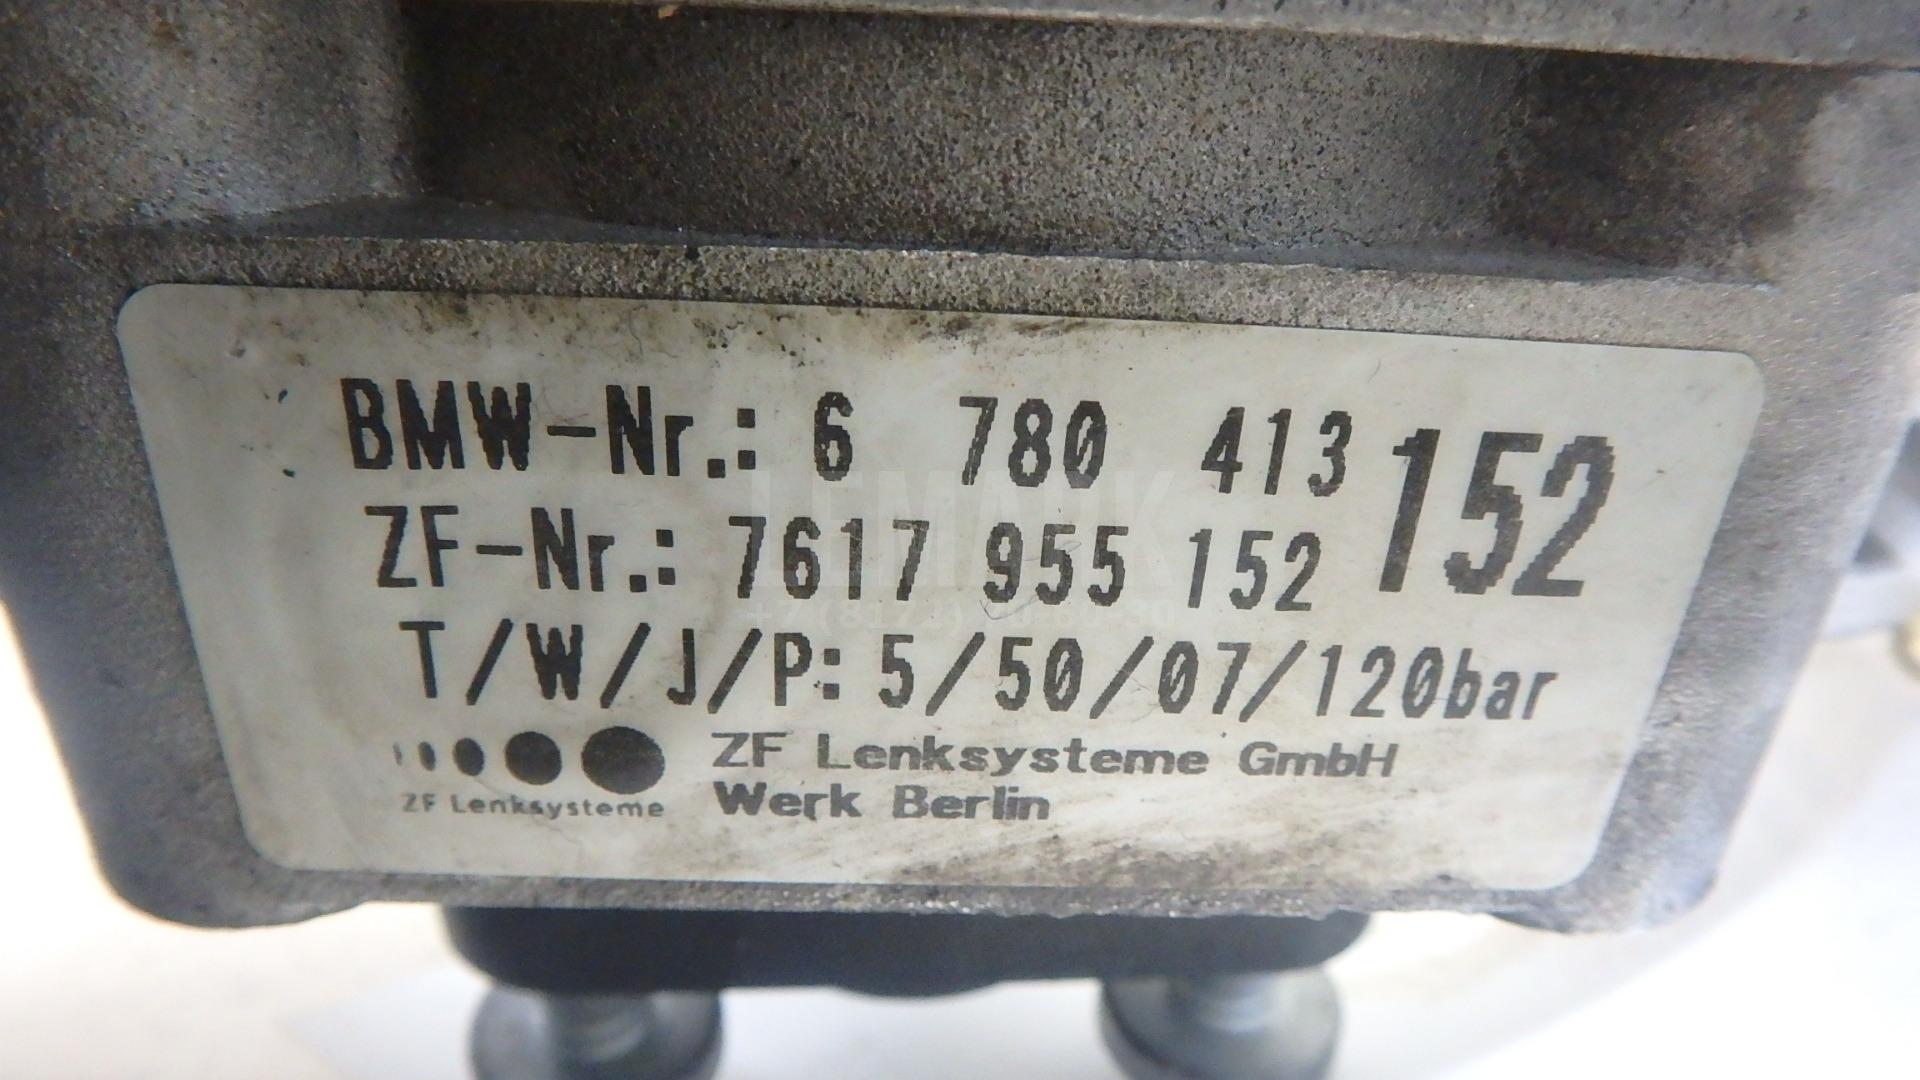 BMW-Nr.: 6 780 413
152
ZF-Nr.: 7617 955 152
T/W/J/P: 5/50/07/120bar
ZF Lenksysteme GmbH
ZF Lenksysteme
Werk Berlin
LEMARK